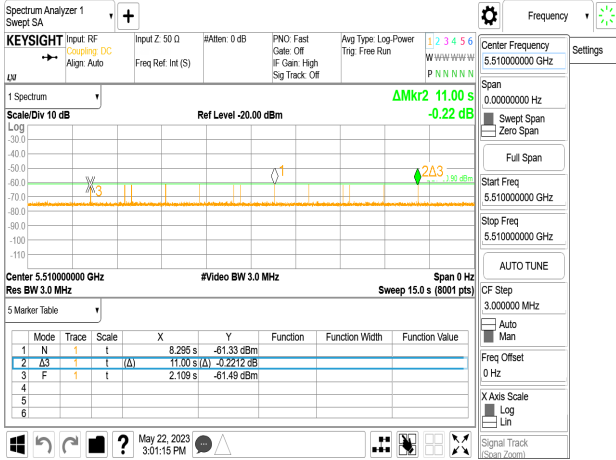 Spectrum Analyzer 1
Swept SA
Frequency
Settings
KEYSIGHT
Input: RF
Coupling: DC
Align: Auto
Input Z: 50 Ω
Freq Ref: Int (S)
#Atten: 0 dB
PNO: Fast
Gate: Off
IF Gain: High
Sig Track: Off
Avg Type: Log-Power
Trig: Free Run
1 2 3 4 5 6
W W W W W W
P N N N N N
LXI
1 Spectrum
Scale/Div 10 dB
Ref Level -20.00 dBm
ΔMkr2 11.00 s
-0.22 dB
Log
-30.0
-40.0
-50.0
-60.0
-70.0
-80.0
-90.0
-100
-110
3
1
2Δ3
Center 5.510000000 GHz
#Video BW 3.0 MHz
Span 0 Hz
Res BW 3.0 MHz
Sweep 15.0 s (8001 pts)
5 Marker Table
Mode Trace Scale X Y Function Function Width Function Value
1 N 1 t 8.295 s -61.33 dBm
2 Δ3 1 t (Δ) 11.00 s (Δ) -0.2212 dB
3 F 1 t 2.109 s -61.49 dBm
4
5
6
Center Frequency
5.510000000 GHz
Span
0.00000000 Hz
Swept Span
Zero Span
Full Span
Start Freq
5.510000000 GHz
Stop Freq
5.510000000 GHz
AUTO TUNE
CF Step
3.000000 MHz
Auto
Man
Freq Offset
0 Hz
X Axis Scale
Log
Lin
Signal Track
(Span Zoom)
?
May 22, 2023
3:01:15 PM